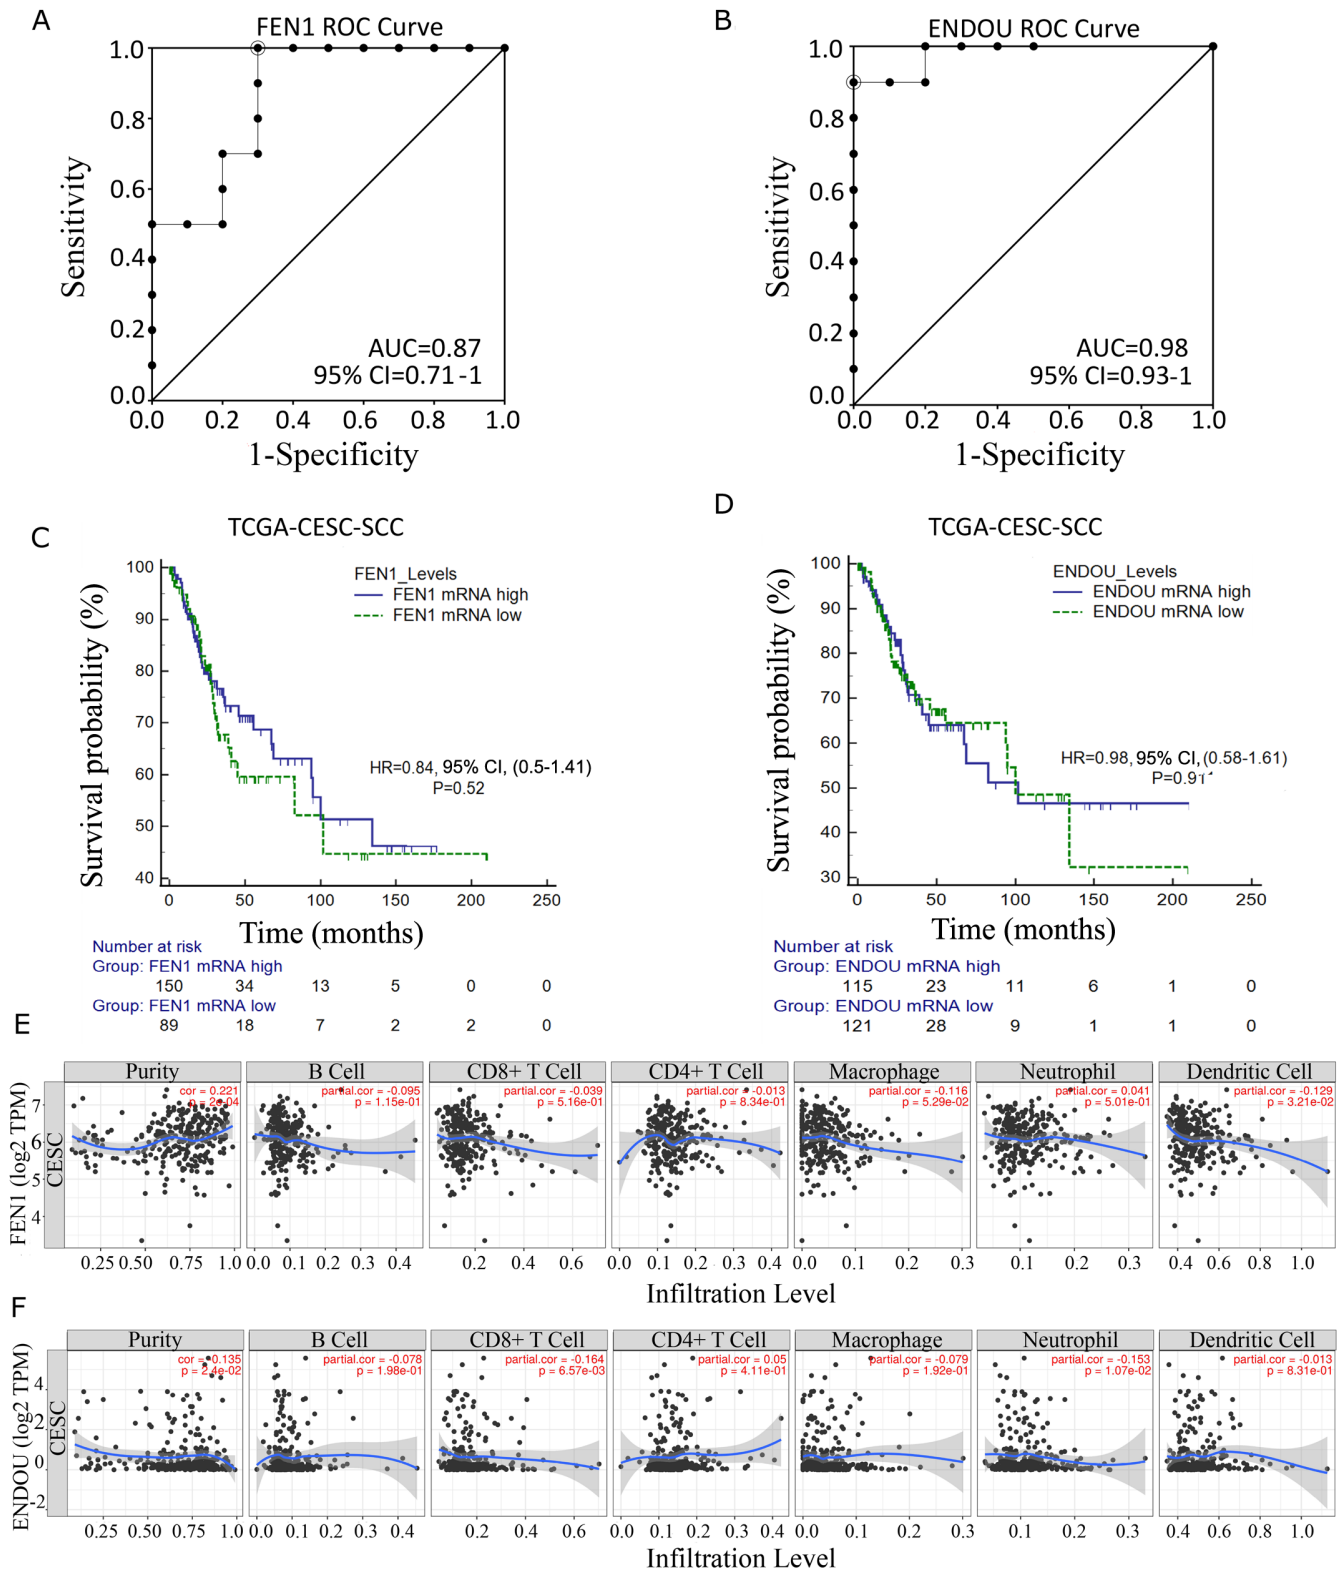 A
FEN1 ROC Curve
1.0
0.8
0.6
0.4
0.2
0.0
Sensitivity
AUC=0.87
95% CI=0.71-1
0.0 0.2 0.4 0.6 0.8 1.0
1-Specificity
B
ENDOU ROC Curve
1.0
0.8
0.6
0.4
0.2
0.0
Sensitivity
AUC=0.98
95% CI=0.93-1
0.0 0.2 0.4 0.6 0.8 1.0
1-Specificity
C
TCGA-CESC-SCC
Survival probability (%)
100
90
80
70
60
50
40
FEN1_Levels
FEN1 mRNA high
FEN1 mRNA low
HR=0.84, 95% CI, (0.5-1.41)
P=0.52
0 50 100 150 200 250
Time (months)
Number at risk
Group: FEN1 mRNA high
150 34 13 5 0 0
Group: FEN1 mRNA low
89 18 7 2 2 0
D
TCGA-CESC-SCC
Survival probability (%)
100
90
80
70
60
50
40
30
ENDOU_Levels
ENDOU mRNA high
ENDOU mRNA low
HR=0.98, 95% CI, (0.58-1.61)
P=0.91
0 50 100 150 200 250
Time (months)
Number at risk
Group: ENDOU mRNA high
115 23 11 6 1 0
Group: ENDOU mRNA low
121 28 9 1 1 0
E
Purity B Cell CD8+ T Cell CD4+ T Cell Macrophage Neutrophil Dendritic Cell
cor = 0.221 partial.cor = -0.095 partial.cor = -0.039 partial.cor = -0.013 partial.cor = -0.116 partial.cor = 0.041 partial.cor = -0.129
p = 2e-04 p = 1.15e-01 p = 5.16e-01 p = 8.34e-01 p = 5.29e-02 p = 5.01e-01 p = 3.21e-02
FEN1 (log2 TPM)
CESC
7
6
5
4
0.25 0.50 0.75 1.0 0.0 0.1 0.2 0.3 0.4 0.2 0.4 0.6 0.0 0.1 0.2 0.3 0.4 0.0 0.1 0.2 0.3 0.1 0.2 0.3 0.4 0.6 0.8 1.0
Infiltration Level
F
Purity B Cell CD8+ T Cell CD4+ T Cell Macrophage Neutrophil Dendritic Cell
cor = -0.135 partial.cor = -0.078 partial.cor = -0.164 partial.cor = 0.05 partial.cor = -0.079 partial.cor = -0.153 partial.cor = -0.013
p = 2.4e-02 p = 1.98e-01 p = 6.57e-03 p = 4.11e-01 p = 1.92e-01 p = 1.07e-02 p = 8.31e-01
ENDOU (log2 TPM)
CESC
4
2
0
-2
0.25 0.50 0.75 1.0 0.0 0.1 0.2 0.3 0.4 0.2 0.4 0.6 0.0 0.1 0.2 0.3 0.4 0.0 0.1 0.2 0.3 0.1 0.2 0.3 0.4 0.6 0.8 1.0
Infiltration Level